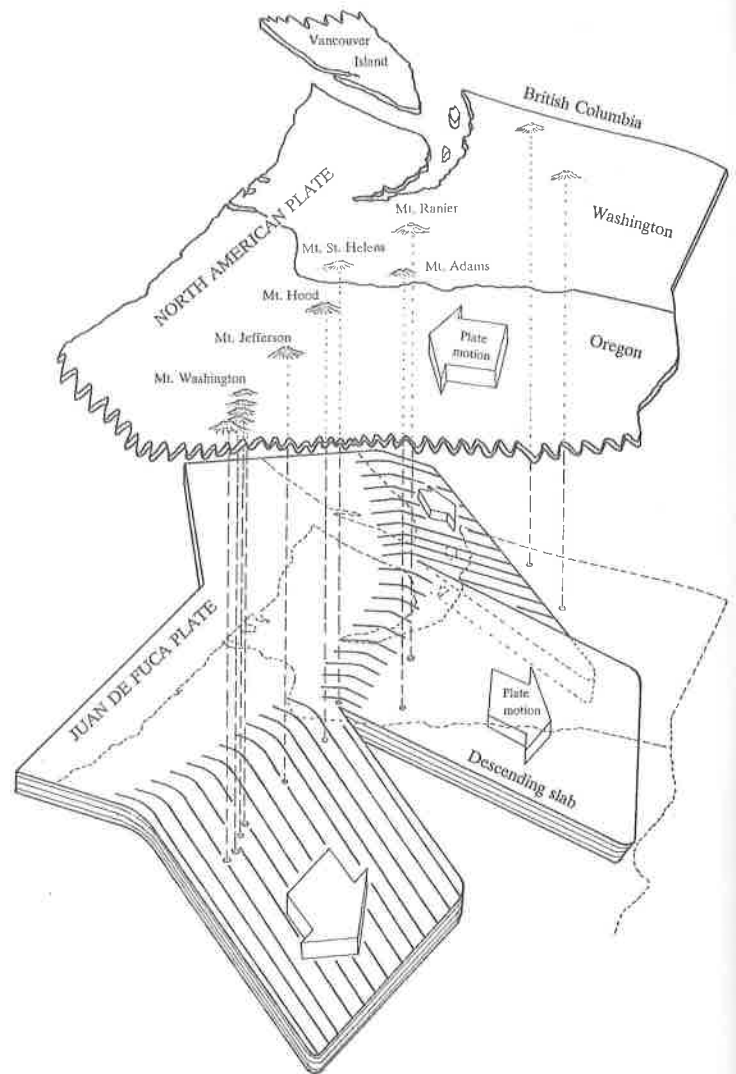 Vancouver
Island
British Columbia
NORTH AMERICAN PLATE
Washington
Mt. Ranier
Mt. St. Helens
Mt. Adams
Mt. Hood
Plate
motion
Oregon
Mt. Jefferson
Mt. Washington
JUAN DE FUCA PLATE
Plate
motion
Descending slab